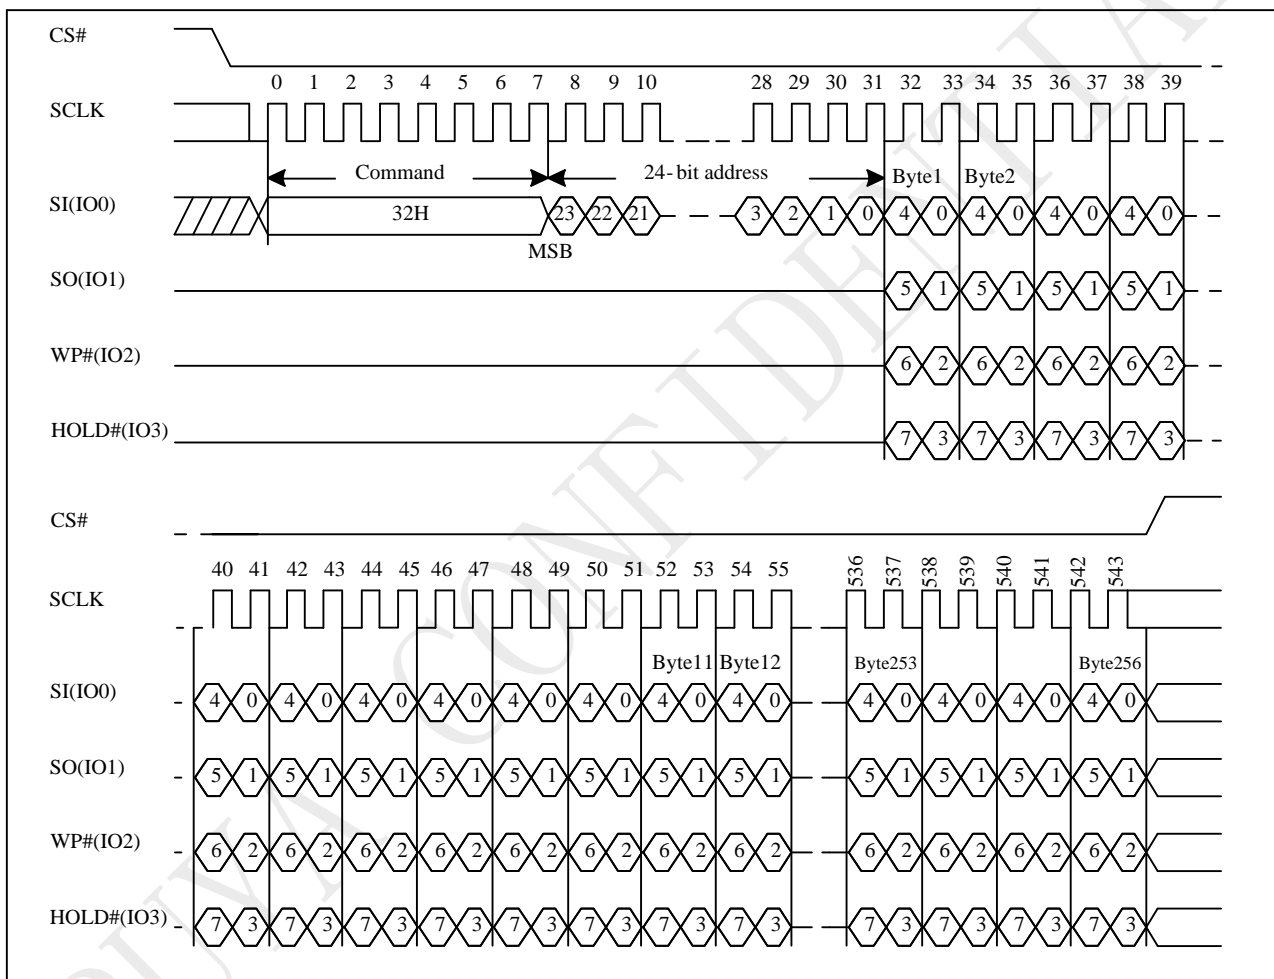 CS#
0 1 2 3 4 5 6 7 8 9 10 28 29 30 31 32 33 34 35 36 37 38 39
SCLK
Command 24-bit address Byte1 Byte2
SI(IO0) 32H 23 22 21 3 2 1 0 4 0 4 0 4 0 4 0
MSB
SO(IO1) 5 1 5 1 5 1 5 1
WP#(IO2) 6 2 6 2 6 2 6 2
HOLD#(IO3) 7 3 7 3 7 3 7 3
CS#
40 41 42 43 44 45 46 47 48 49 50 51 52 53 54 55 536 537 538 539 540 541 542 543
SCLK
Byte11 Byte12 Byte253 Byte256
SI(IO0) 4 0 4 0 4 0 4 0 4 0 4 0 4 0 4 0 4 0 4 0 4 0 4 0
SO(IO1) 5 1 5 1 5 1 5 1 5 1 5 1 5 1 5 1 5 1 5 1 5 1 5 1
WP#(IO2) 6 2 6 2 6 2 6 2 6 2 6 2 6 2 6 2 6 2 6 2 6 2 6 2
HOLD#(IO3) 7 3 7 3 7 3 7 3 7 3 7 3 7 3 7 3 7 3 7 3 7 3 7 3
UYA CONFIDENTIA